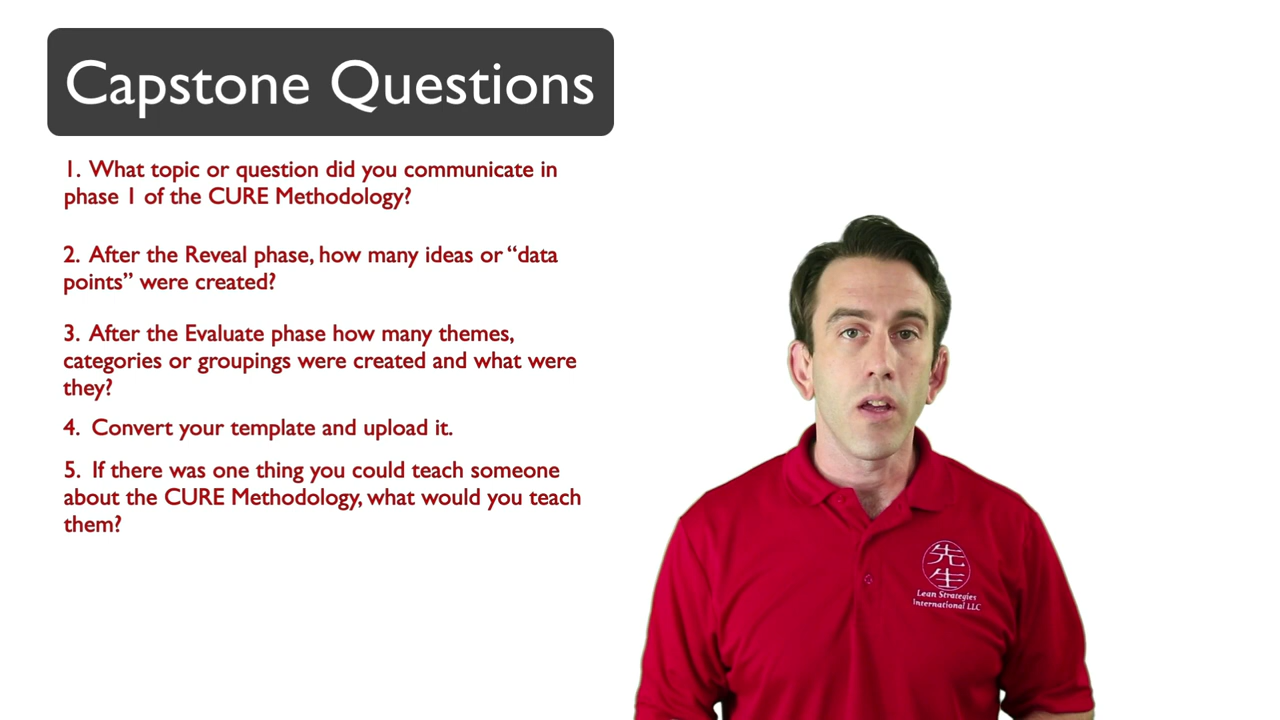 Capstone Questions
1. What topic or question did you communicate in
phase 1 of the CURE Methodology?
2. After the Reveal phase, how many ideas or “data
points” were created?
3. After the Evaluate phase how many themes,
categories or groupings were created and what were
they?
4. Convert your template and upload it.
5. If there was one thing you could teach someone
about the CURE Methodology, what would you teach
them?
先
生
Lean Strategies
International LLC